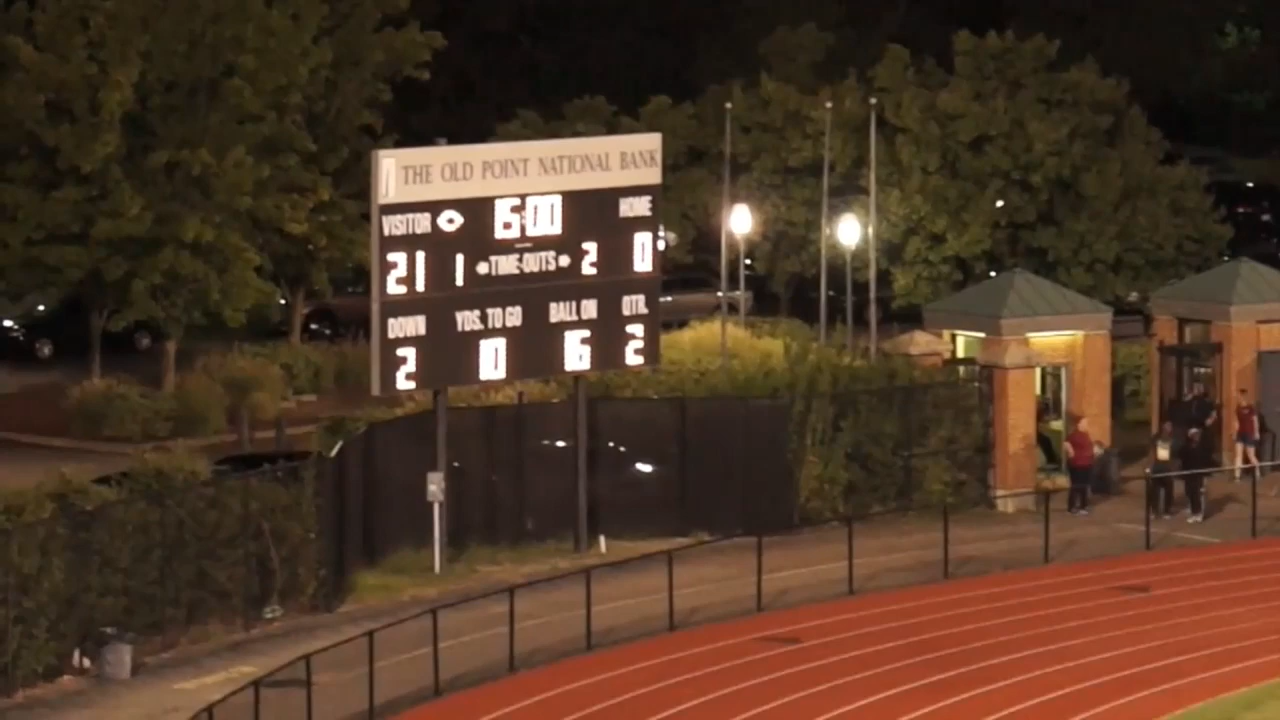 THE OLD POINT NATIONAL BANK
VISITOR 15:00 HOME
21 1 TIME-OUTS 2 0
DOWN YDS. TO GO BALL ON QTR.
2 10 16 2